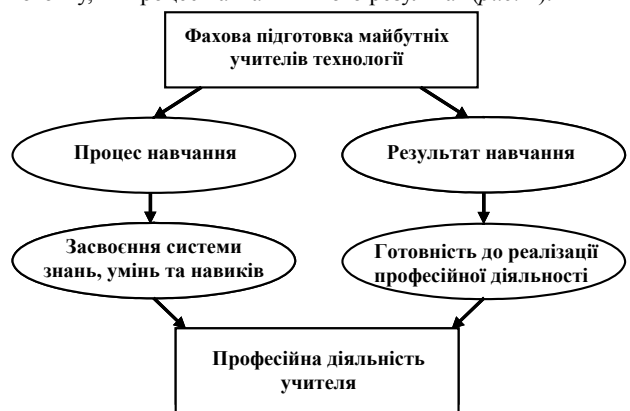 Фахова підготовка майбутніх
учителів технології
Процес навчання
Результат навчання
Засвоєння системи
знань, умінь та навиків
Готовність до реалізації
професійної діяльності
Професійна діяльність
учителя